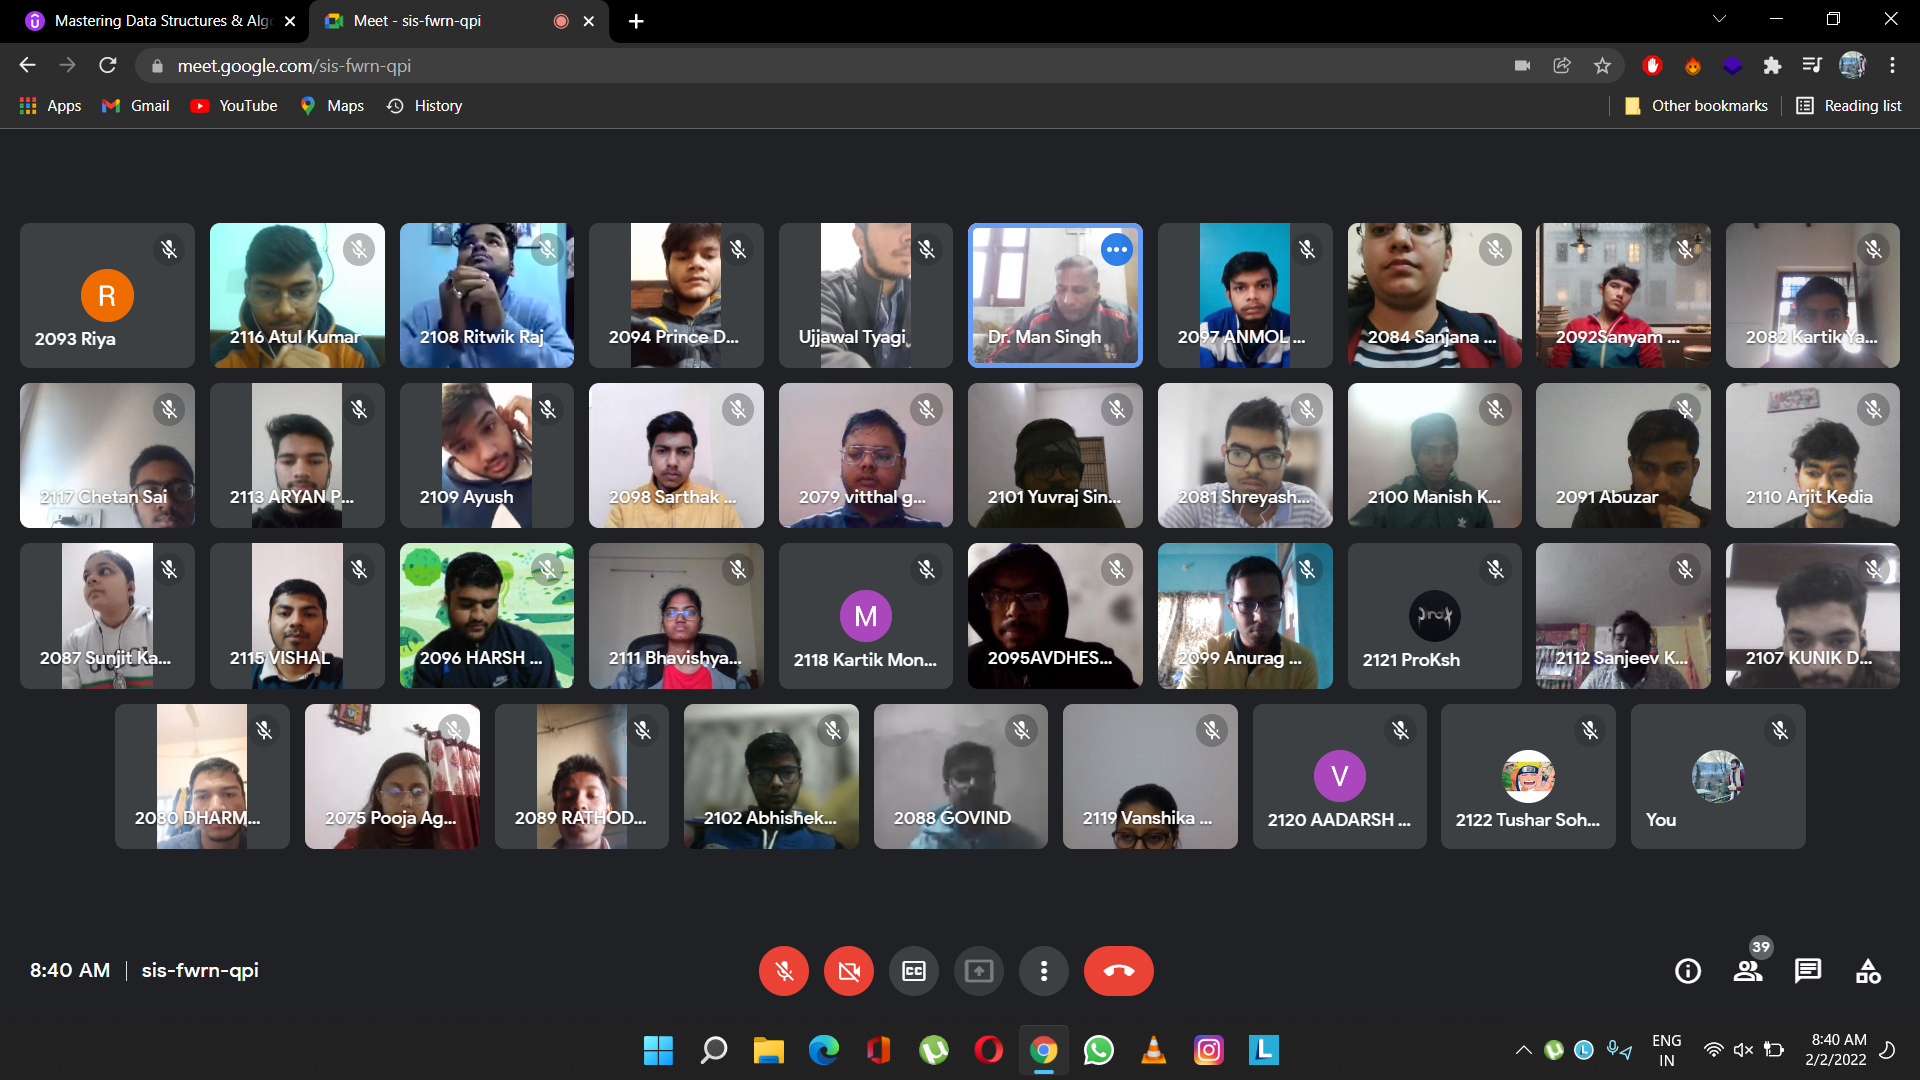 Mastering Data Structures & Alg
Meet - sis-fwrn-qpi
meet.google.com/sis-fwrn-qpi
Apps
Gmail
YouTube
Maps
History
Other bookmarks
Reading list
R
2093 Riya
2116 Atul Kumar
2108 Ritwik Raj
2094 Prince D...
Ujjawal Tyagi
Dr. Man Singh
2097 ANMOL ...
2084 Sanjana ...
2092Sanyam ...
2082 Kartik Ya...
2117 Chetan Sai
2113 ARYAN P...
2109 Ayush
2098 Sarthak ...
2079 vitthal g...
2101 Yuvraj Sin...
2081 Shreyash...
2100 Manish K...
2091 Abuzar
2110 Arjit Kedia
2087 Sunjit Ka...
2115 VISHAL
2096 HARSH ...
2111 Bhavishya...
M
2118 Kartik Mon...
2095AVDHES...
2099 Anurag ...
2121 ProKsh
2112 Sanjeev K...
2107 KUNIK D...
2080 DHARM...
2075 Pooja Ag...
2089 RATHOD...
2102 Abhishek...
2088 GOVIND
2119 Vanshika ...
V
2120 AADARSH ...
2122 Tushar Soh...
You
8:40 AM | sis-fwrn-qpi
CC
39
L
ENG
IN
8:40 AM
2/2/2022